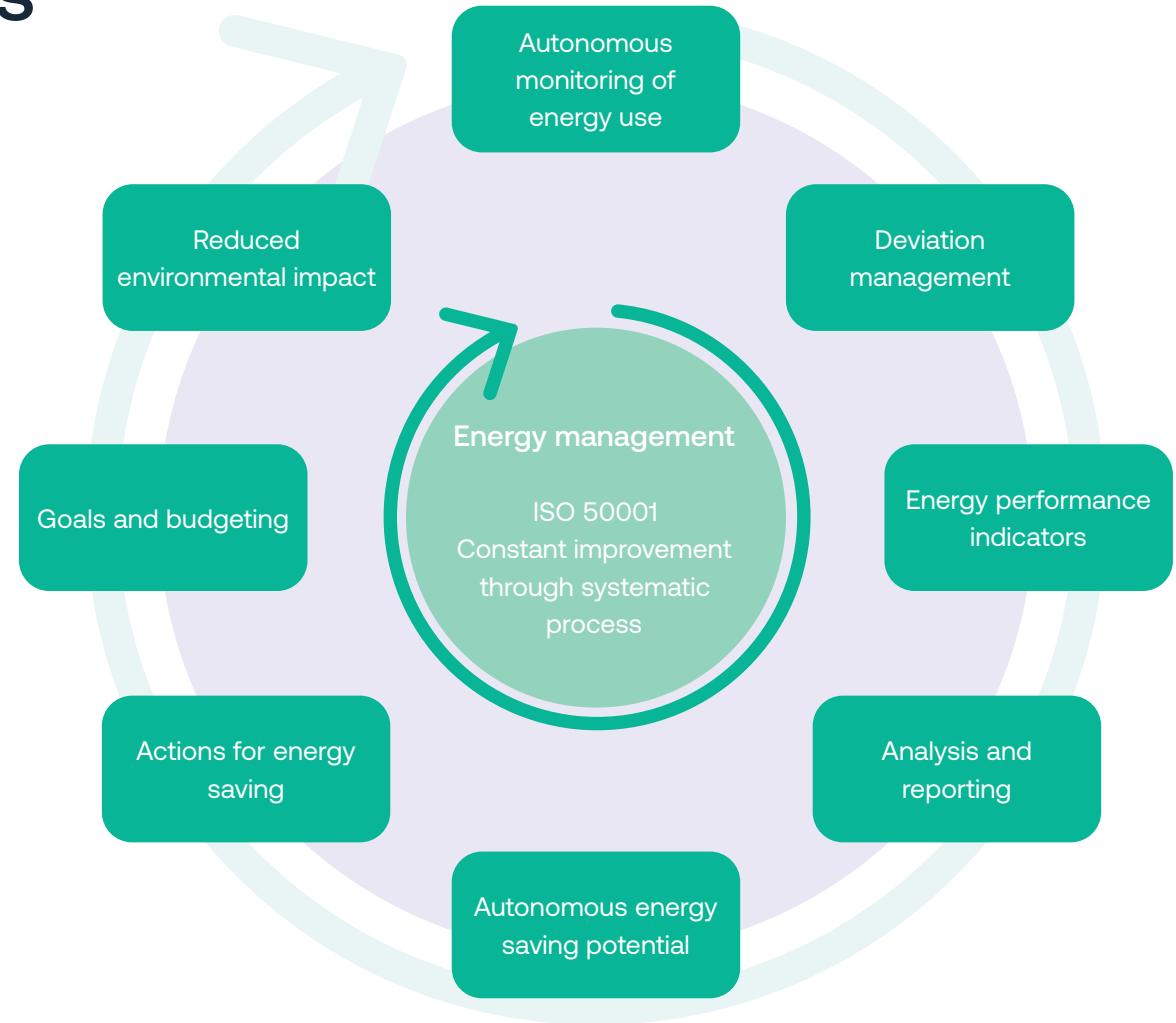 s
Autonomous
monitoring of
energy use
Deviation
management
Energy performance
indicators
Analysis and
reporting
Autonomous energy
saving potential
Actions for energy
saving
Goals and budgeting
Reduced
environmental impact
Energy management
ISO 50001
Constant improvement
through systematic
process